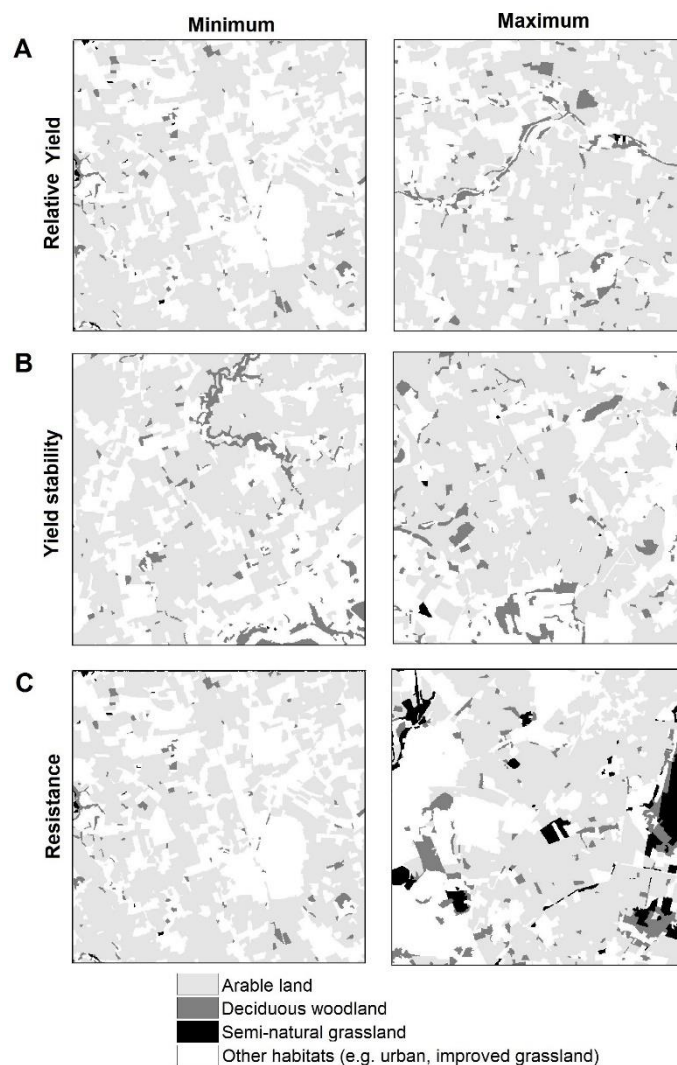 Minimum Maximum
A
Relative Yield
B
Yield stability
C
Resistance
Arable land
Deciduous woodland
Semi-natural grassland
Other habitats (e.g. urban, improved grassland)